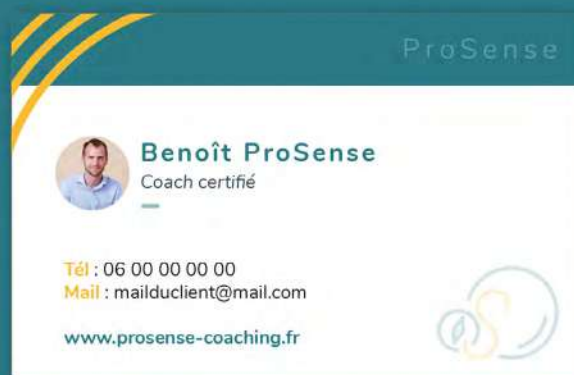 ProSense
Benoît ProSense
Coach certifié
Tél : 06 00 00 00 00
Mail : mailduclient@mail.com
www.prosense-coaching.fr